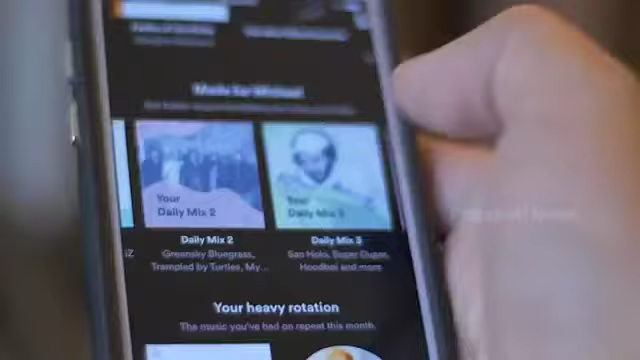 Made for Michael
Your
Daily Mix 2
Your
Daily Mix 3
Daily Mix 2
Daily Mix 3
iZ
Greensky Bluegrass,
Trampled by Turtles, My...
San Holo, Super Duper,
Hoodboi and more
Your heavy rotation
The music you've had on repeat this month.